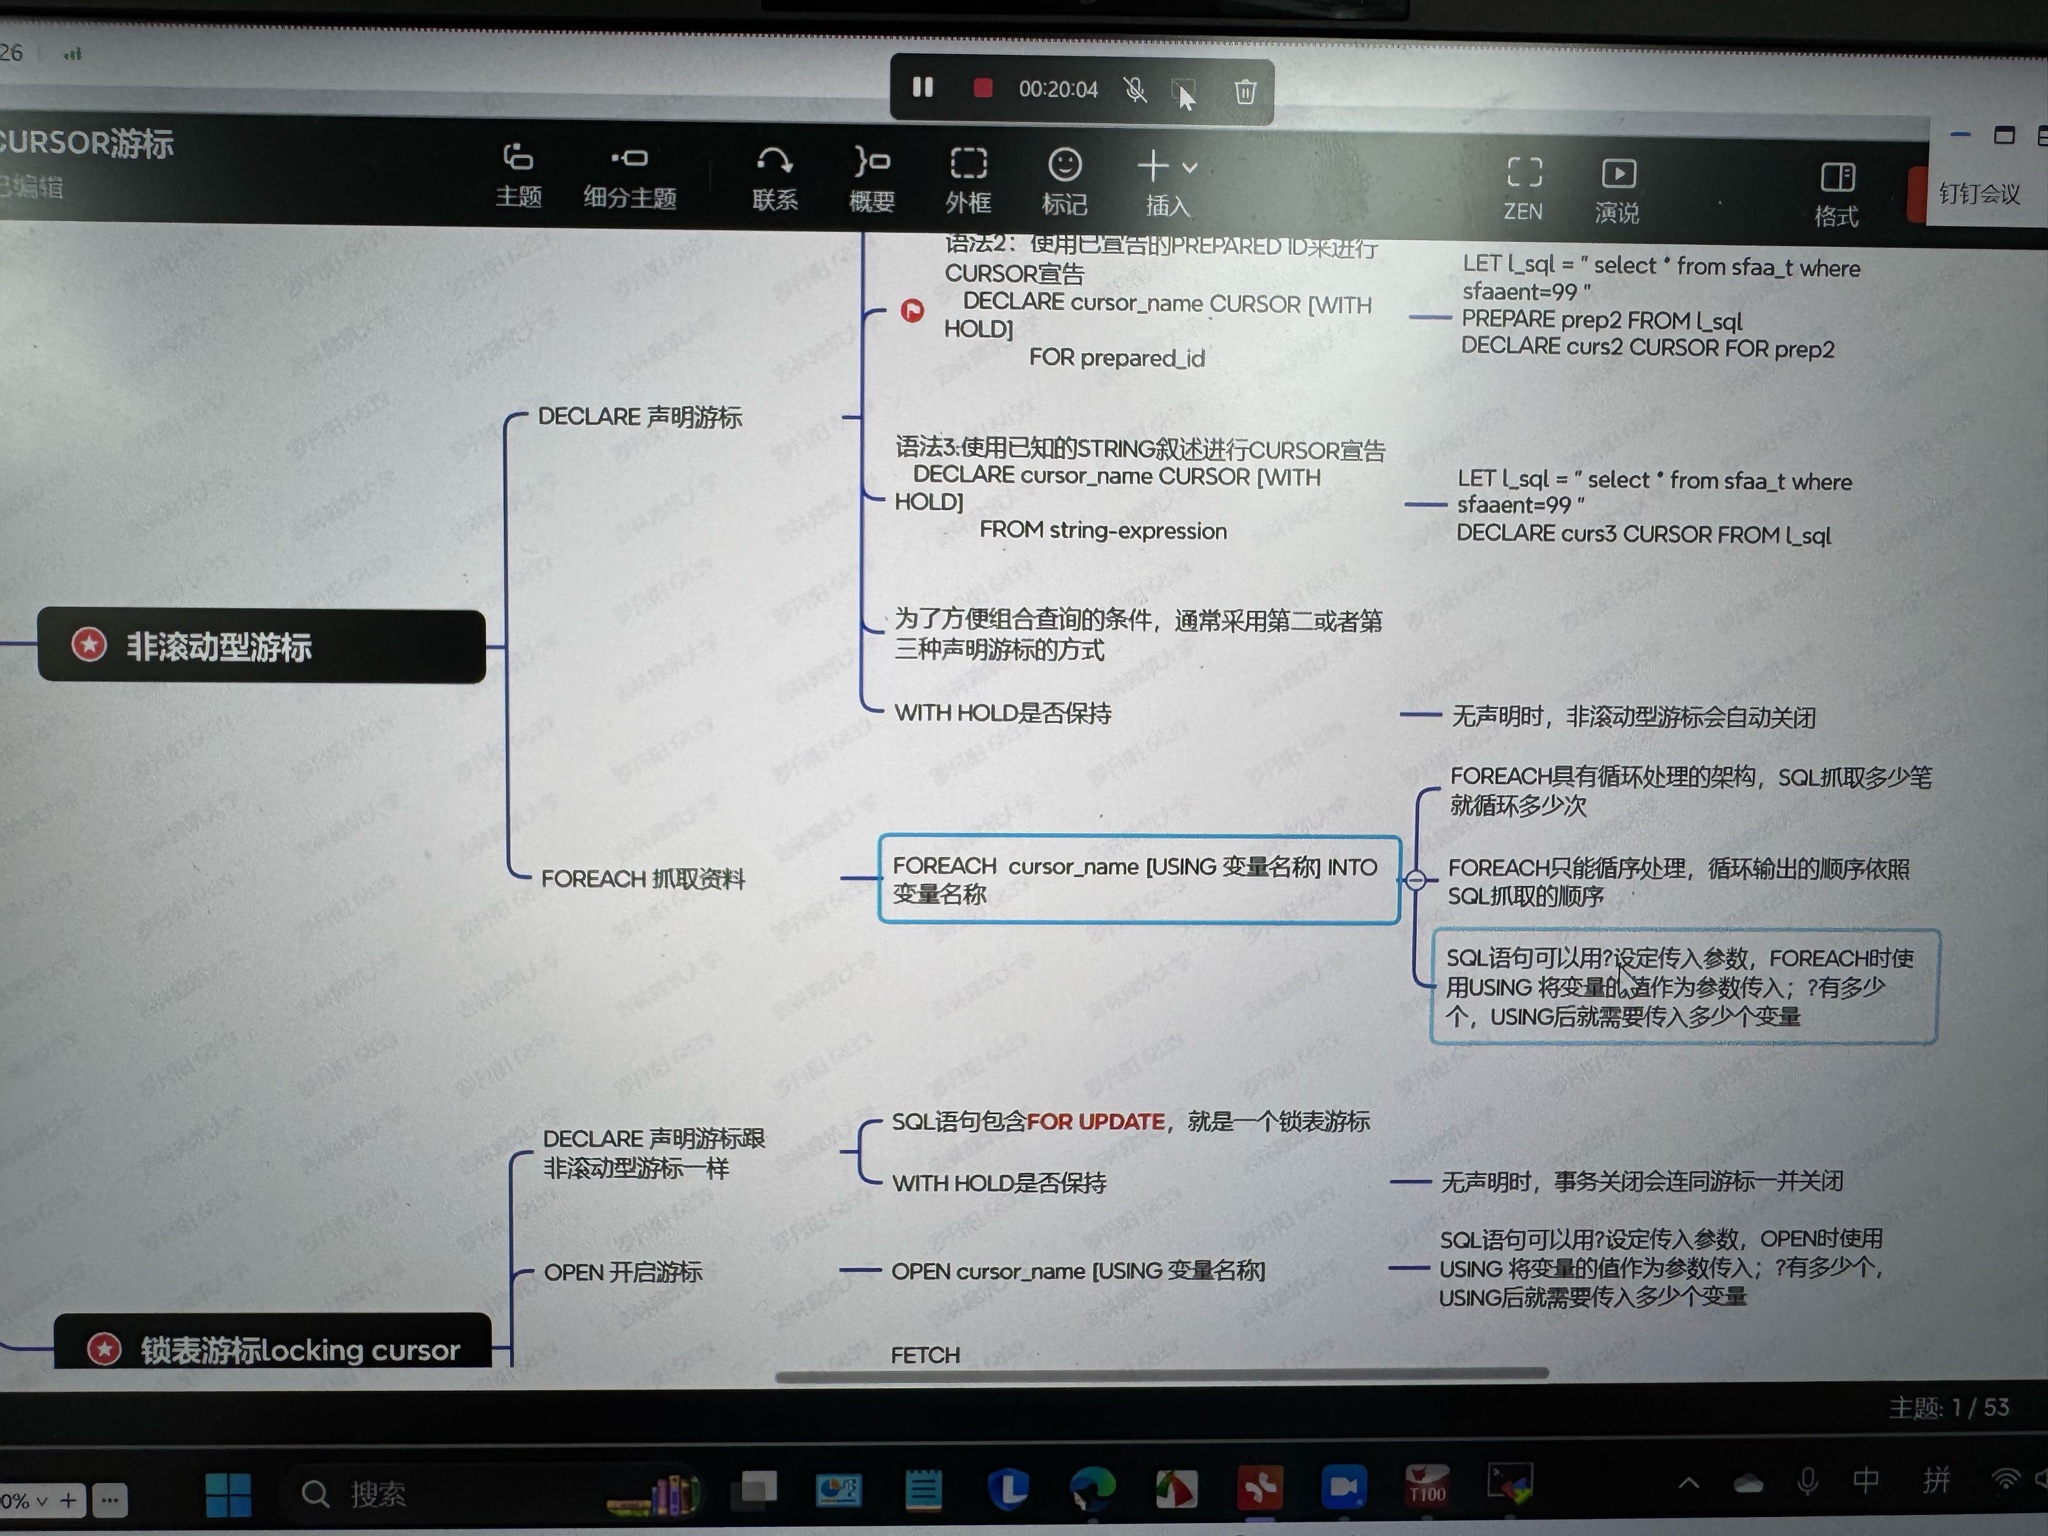 26
00:20:04
CURSOR游标
已编辑
主题
细分主题
联系
概要
外框
标记
插入
ZEN
演说
格式
钉钉会议
语法2：使用已宣告的PREPARED ID来进行
CURSOR宣告
DECLARE cursor_name CURSOR [WITH
HOLD]
FOR prepared_id
LET l_sql = " select * from sfaa_t where
sfaaent=99 "
PREPARE prep2 FROM l_sql
DECLARE curs2 CURSOR FOR prep2
DECLARE 声明游标
语法3:使用已知的STRING叙述进行CURSOR宣告
DECLARE cursor_name CURSOR [WITH
HOLD]
FROM string-expression
LET l_sql = " select * from sfaa_t where
sfaaent=99 "
DECLARE curs3 CURSOR FROM l_sql
非滚动型游标
为了方便组合查询的条件，通常采用第二或者第
三种声明游标的方式
WITH HOLD是否保持
无声明时，非滚动型游标会自动关闭
FOREACH 抓取资料
FOREACH cursor_name [USING 变量名称] INTO
变量名称
FOREACH具有循环处理的架构，SQL抓取多少笔
就循环多少次
FOREACH只能循序处理，循环输出的顺序依照
SQL抓取的顺序
SQL语句可以用?设定传入参数，FOREACH时使
用USING 将变量的值作为参数传入；?有多少
个，USING后就需要传入多少个变量
DECLARE 声明游标跟
非滚动型游标一样
SQL语句包含FOR UPDATE，就是一个锁表游标
WITH HOLD是否保持
无声明时，事务关闭会连同游标一并关闭
OPEN 开启游标
OPEN cursor_name [USING 变量名称]
SQL语句可以用?设定传入参数，OPEN时使用
USING 将变量的值作为参数传入；?有多少个，
USING后就需要传入多少个变量
锁表游标locking cursor
FETCH
主题: 1 / 53
0%
搜索
T100
中
拼